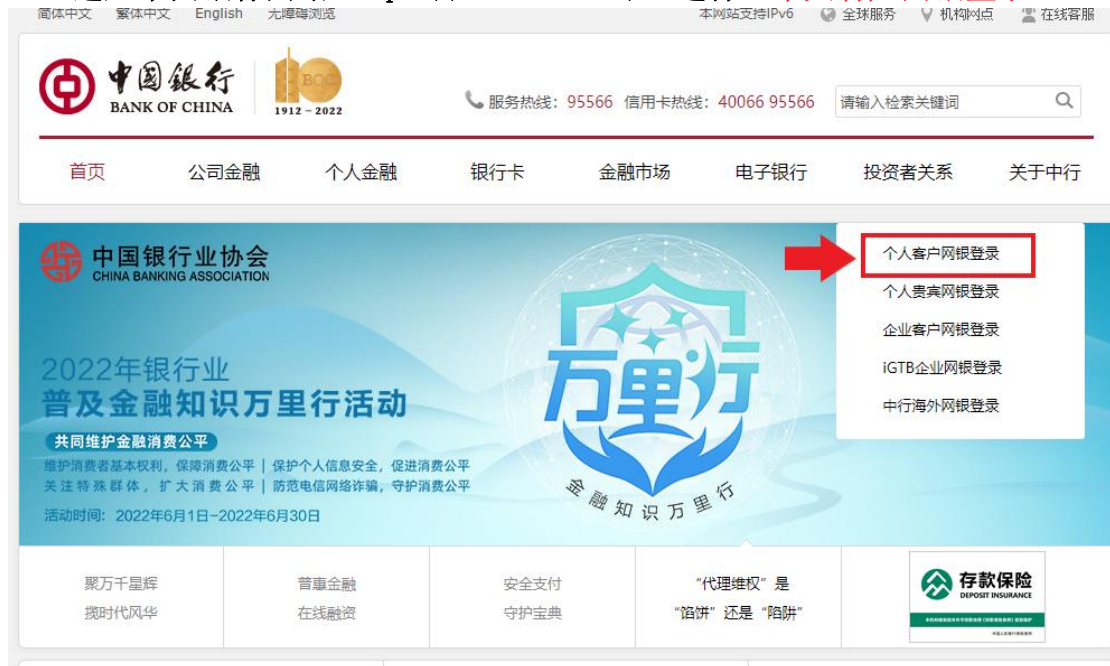 简体中文 繁体中文 English 无障碍浏览 本网站支持IPv6 全球服务 机构网点 在线客服
中国银行
BANK OF CHINA
BOC
1912 - 2022
服务热线：95566 信用卡热线：40066 95566 请输入检索关键词
首页 公司金融 个人金融 银行卡 金融市场 电子银行 投资者关系 关于中行
中国银行业协会
CHINA BANKING ASSOCIATION
2022年银行业
普及金融知识万里行活动
共同维护金融消费公平
维护消费者基本权利，保障消费公平 | 保护个人信息安全，促进消费公平
关注特殊群体，扩大消费公平 | 防范电信网络诈骗，守护消费公平
活动时间：2022年6月1日-2022年6月30日
万里行
金融知识万里行
个人客户网银登录
个人贵宾网银登录
企业客户网银登录
iGTB企业网银登录
中行海外网银登录
聚万千星辉
揽时代风华
普惠金融
在线融资
安全支付
守护宝典
“代理维权”是
“馅饼”还是“陷阱”
存款保险
DEPOSIT INSURANCE